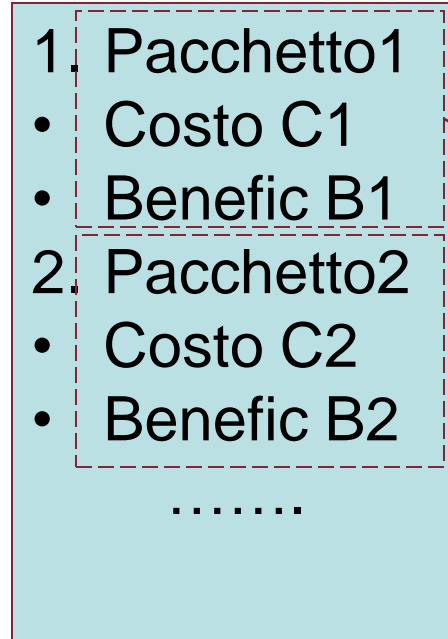 1. Pacchetto1
• Costo C1
• Benefic B1
2. Pacchetto2
• Costo C2
• Benefic B2
.......